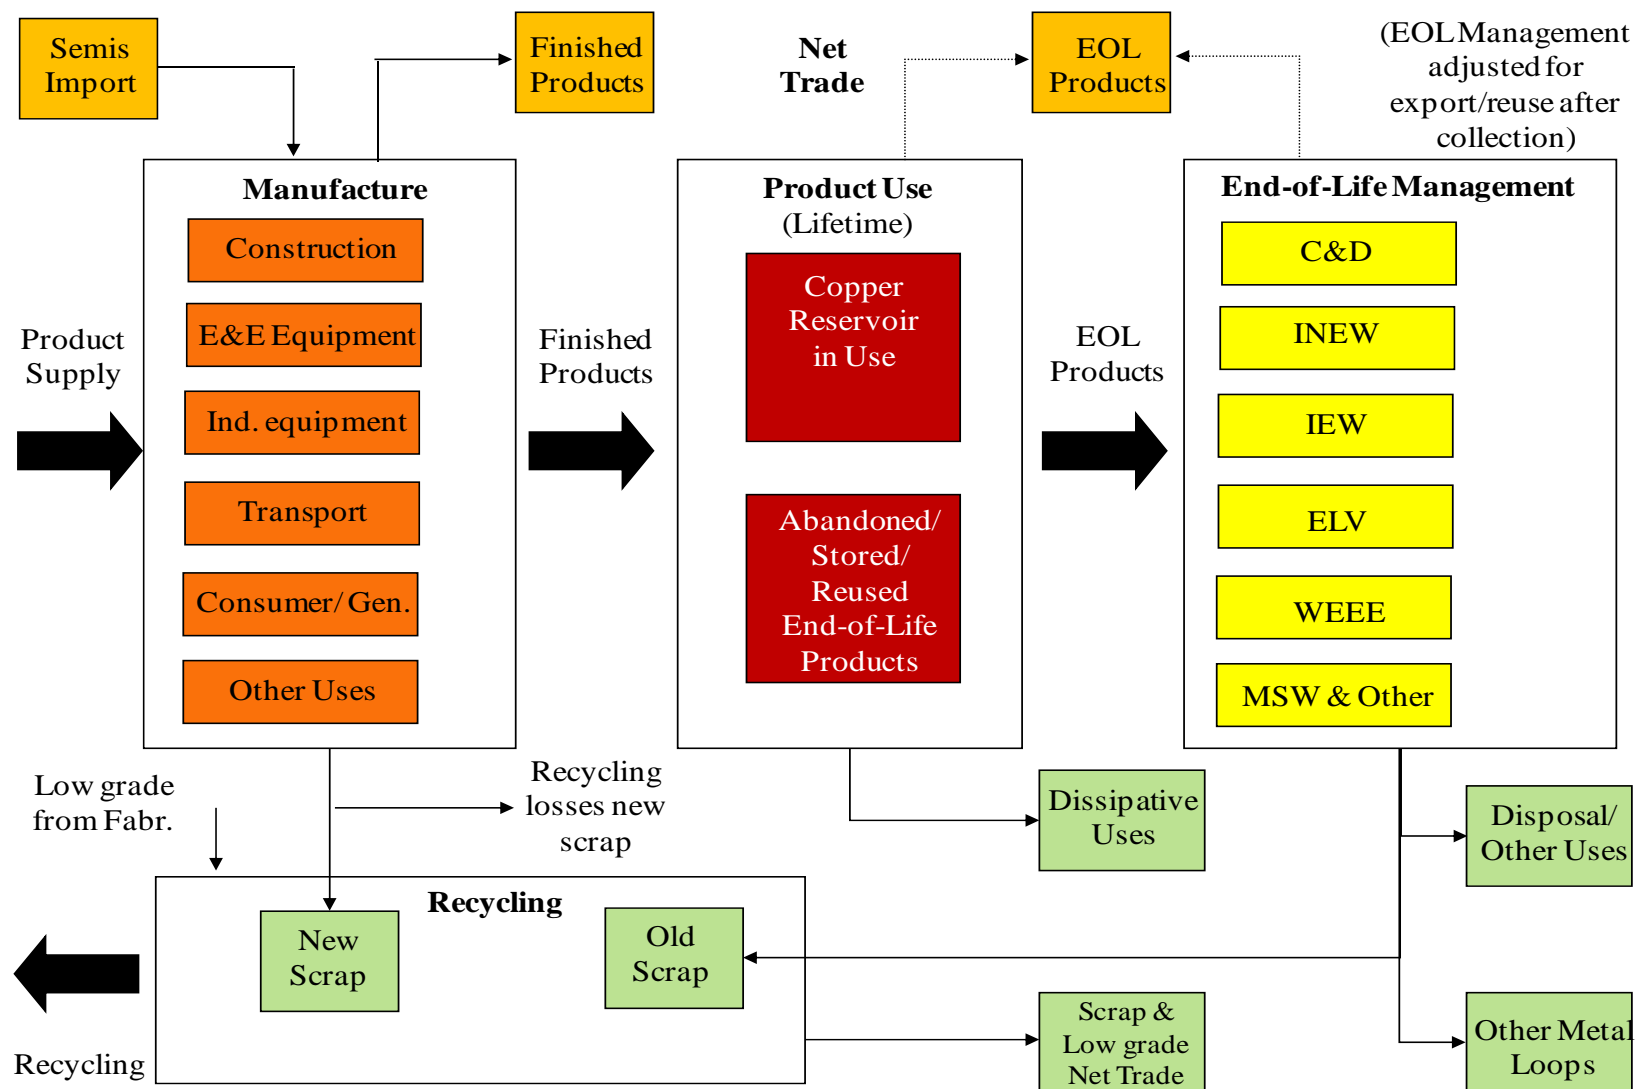 Semis
Import
Finished
Products
Net
Trade
EOL
Products
(EOL Management
adjusted for
export/reuse after
collection)
Manufacture
Construction
E&E Equipment
Ind. equipment
Transport
Consumer/ Gen.
Other Uses
Product Use
(Lifetime)
Copper
Reservoir
in Use
Abandoned/
Stored/
Reused
End-of-Life
Products
End-of-Life Management
C&D
INEW
IEW
ELV
WEEE
MSW & Other
Product
Supply
Finished
Products
EOL
Products
Low grade
from Fabr.
Recycling
losses new
scrap
Dissipative
Uses
Disposal/
Other Uses
Recycling
New
Scrap
Old
Scrap
Recycling
Scrap &
Low grade
Net Trade
Other Metal
Loops